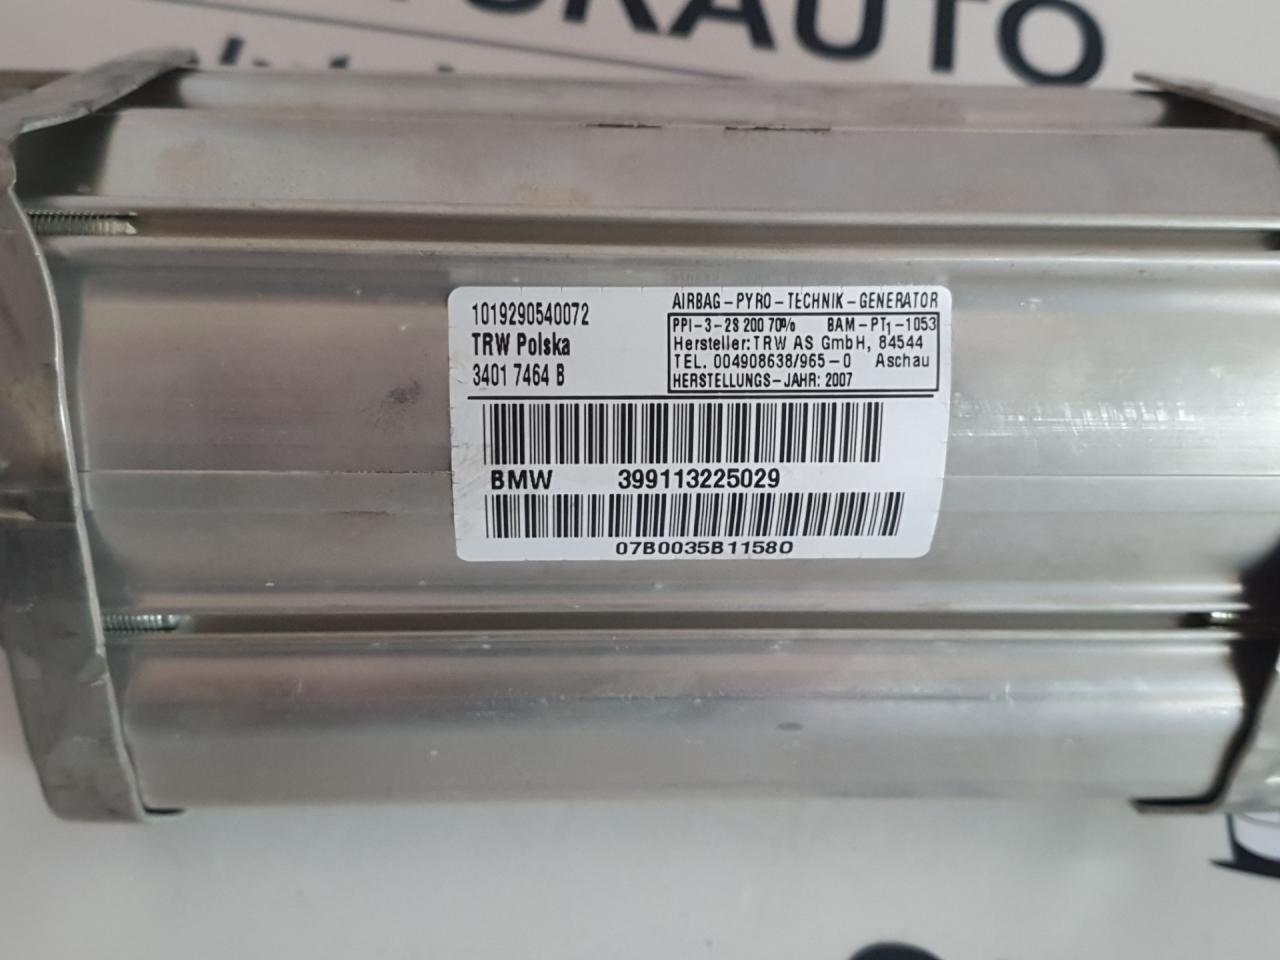 AUTO
1019290540072
TRW Polska
3401 7464 B
AIRBAG-PYRO-TECHNIK-GENERATOR
PPI-3-2S 200 70% BAM-PT1-1053
Hersteller: TRW AS GmbH, 84544
TEL. 004908638/965-0 Aschau
HERSTELLUNGS-JAHR: 2007
BMW 399113225029
07B0035B11580